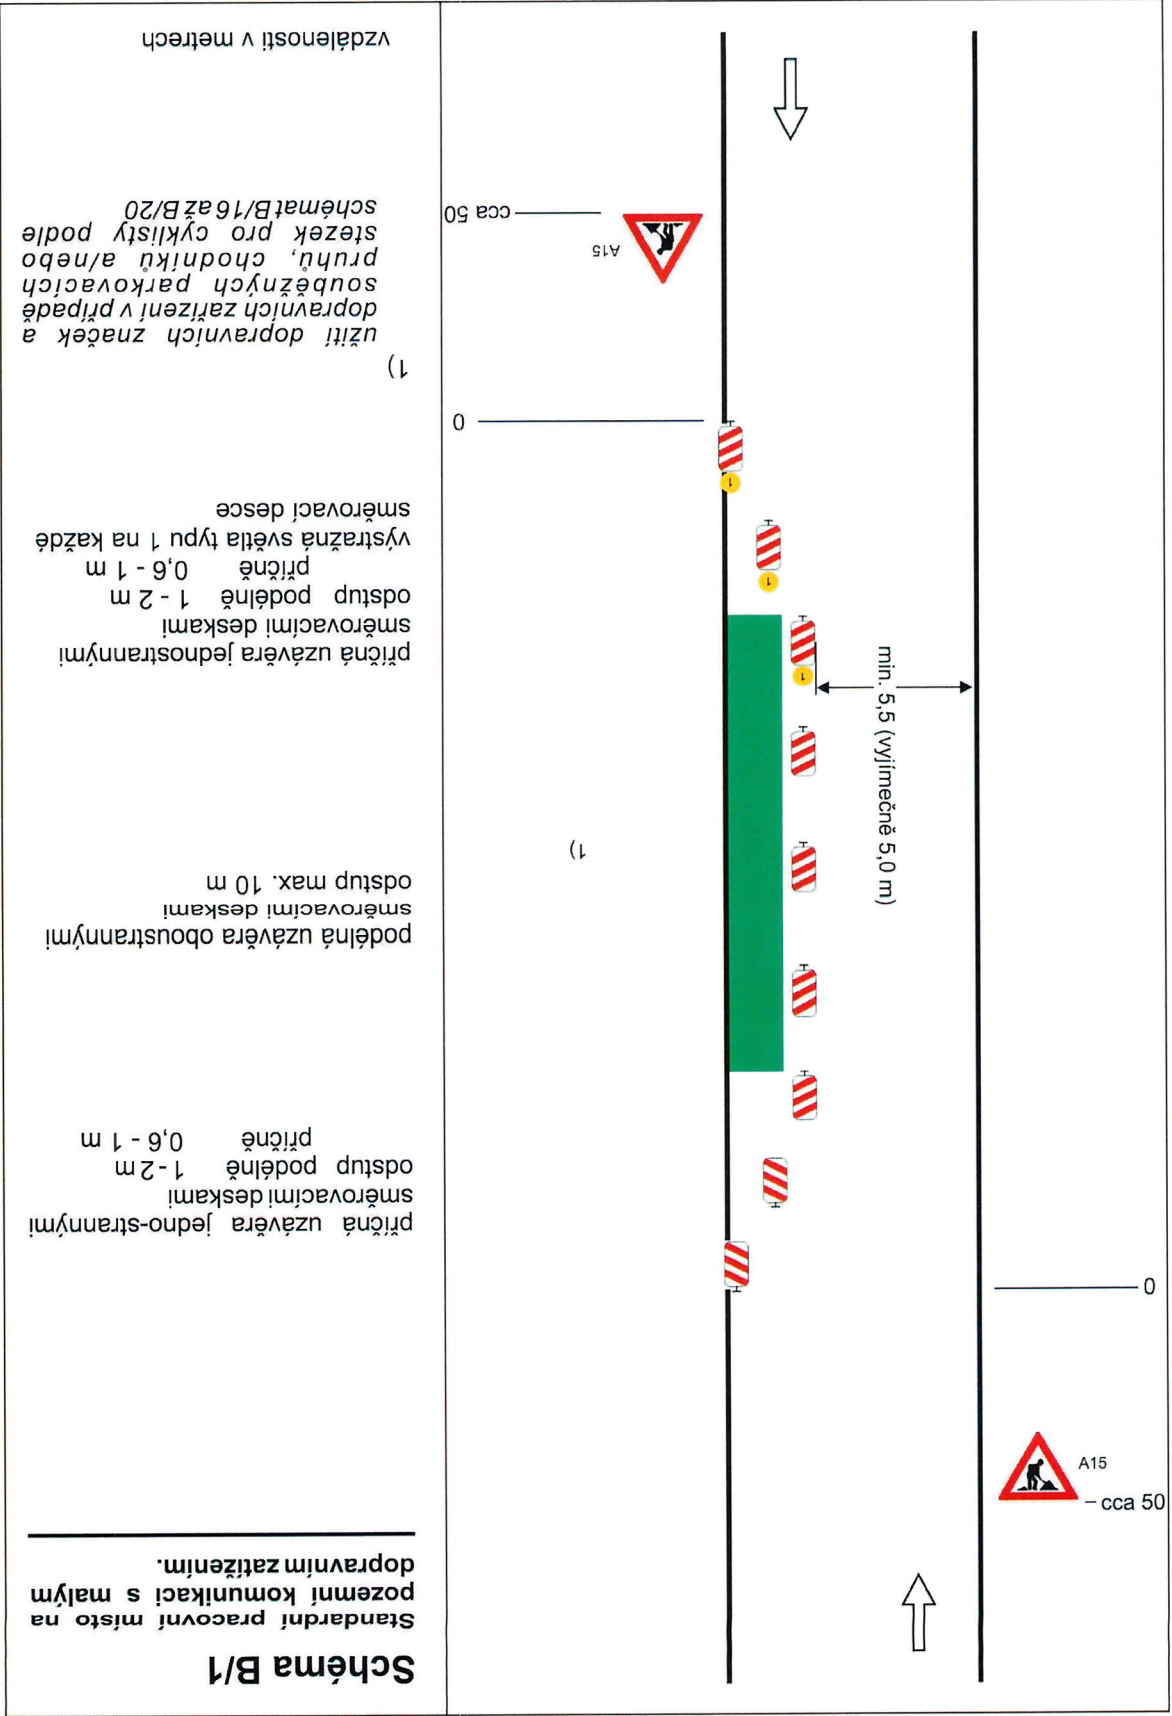 Schéma B/1
Standardní pracovní místo na
pozemní komunikaci s malým
dopravním zatížením.
příčná uzávěra jedno-strannými
směrovacími deskami
odstup podélně 1 - 2 m
příčně 0,6 - 1 m
podélná uzávěra oboustrannými
směrovacími deskami
odstup max. 10 m
příčná uzávěra jednostrannými
směrovacími deskami
odstup podélně 1 - 2 m
příčně 0,6 - 1 m
výstražná světla typu 1 na každé
směrovací desce
1)
užití dopravních značek a
dopravních zařízení v případě
souběžných parkovacích
pruhů, chodníků a/nebo
stezek pro cyklisty podle
schémat B/16 až B/20
vzdálenosti v metrech
A15
cca 50
0
1)
min. 5,5 (vyjímečně 5,0 m)
1
1
1
0
A15
cca 50